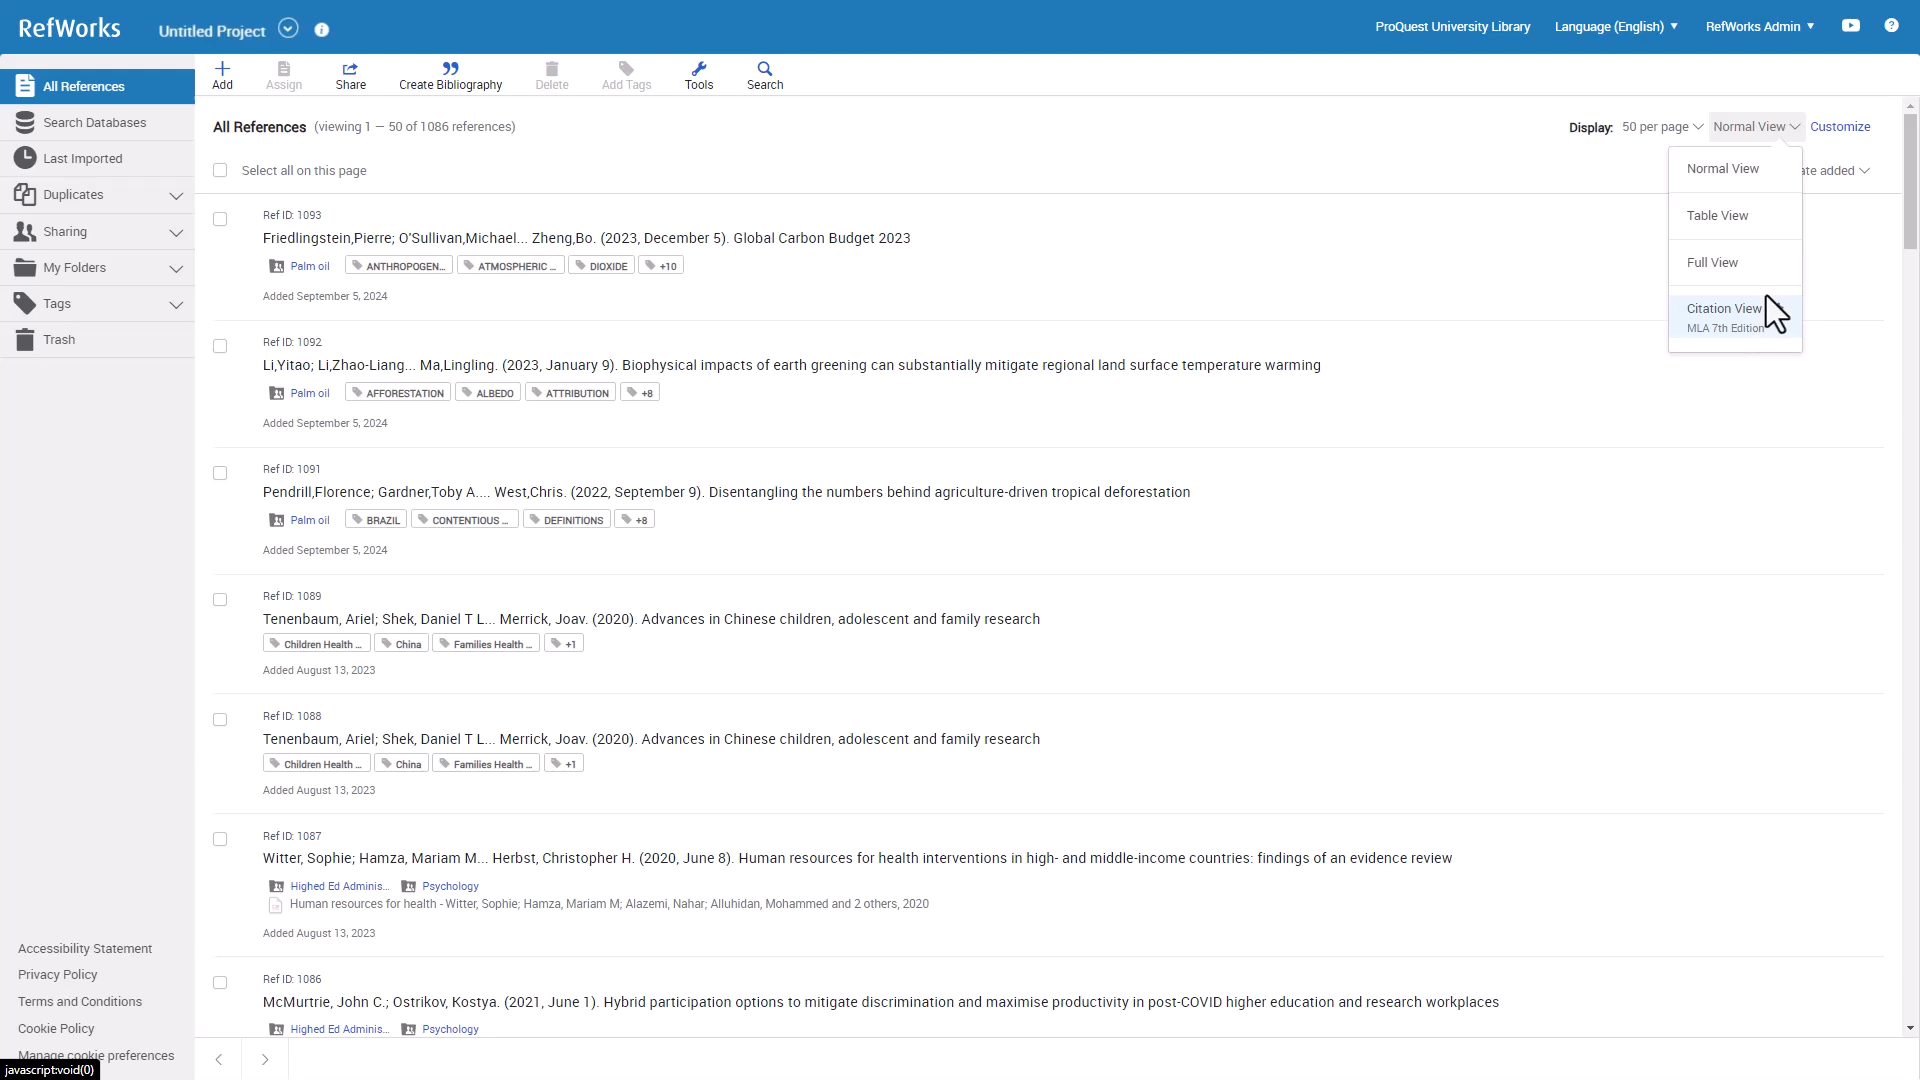 RefWorks
Untitled Project
ProQuest University Library
Language (English)
RefWorks Admin
All References
Search Databases
Last Imported
Duplicates
Sharing
My Folders
Tags
Trash
Add
Assign
Share
Create Bibliography
Delete
Add Tags
Tools
Search
All References (viewing 1 — 50 of 1086 references)
Display: 50 per page Normal View Customize
Select all on this page
ate added
Normal View
Table View
Full View
Citation View
MLA 7th Edition
Ref ID: 1093
Friedlingstein,Pierre; O'Sullivan,Michael... Zheng,Bo. (2023, December 5). Global Carbon Budget 2023
Palm oil ANTHROPOGEN... ATMOSPHERIC ... DIOXIDE +10
Added September 5, 2024
Ref ID: 1092
Li,Yitao; Li,Zhao-Liang... Ma,Lingling. (2023, January 9). Biophysical impacts of earth greening can substantially mitigate regional land surface temperature warming
Palm oil AFFORESTATION ALBEDO ATTRIBUTION +8
Added September 5, 2024
Ref ID: 1091
Pendrill,Florence; Gardner,Toby A.... West,Chris. (2022, September 9). Disentangling the numbers behind agriculture-driven tropical deforestation
Palm oil BRAZIL CONTENTIOUS ... DEFINITIONS +8
Added September 5, 2024
Ref ID: 1089
Tenenbaum, Ariel; Shek, Daniel T L... Merrick, Joav. (2020). Advances in Chinese children, adolescent and family research
Children Health ... China Families Health ... +1
Added August 13, 2023
Ref ID: 1088
Tenenbaum, Ariel; Shek, Daniel T L... Merrick, Joav. (2020). Advances in Chinese children, adolescent and family research
Children Health ... China Families Health ... +1
Added August 13, 2023
Ref ID: 1087
Witter, Sophie; Hamza, Mariam M... Herbst, Christopher H. (2020, June 8). Human resources for health interventions in high- and middle-income countries: findings of an evidence review
Highed Ed Adminis... Psychology
Human resources for health - Witter, Sophie; Hamza, Mariam M; Alazemi, Nahar; Alluhidan, Mohammed and 2 others, 2020
Added August 13, 2023
Ref ID: 1086
McMurtrie, John C.; Ostrikov, Kostya. (2021, June 1). Hybrid participation options to mitigate discrimination and maximise productivity in post-COVID higher education and research workplaces
Highed Ed Adminis... Psychology
Accessibility Statement
Privacy Policy
Terms and Conditions
Cookie Policy
Manage cookie preferences
javascript:void(0)